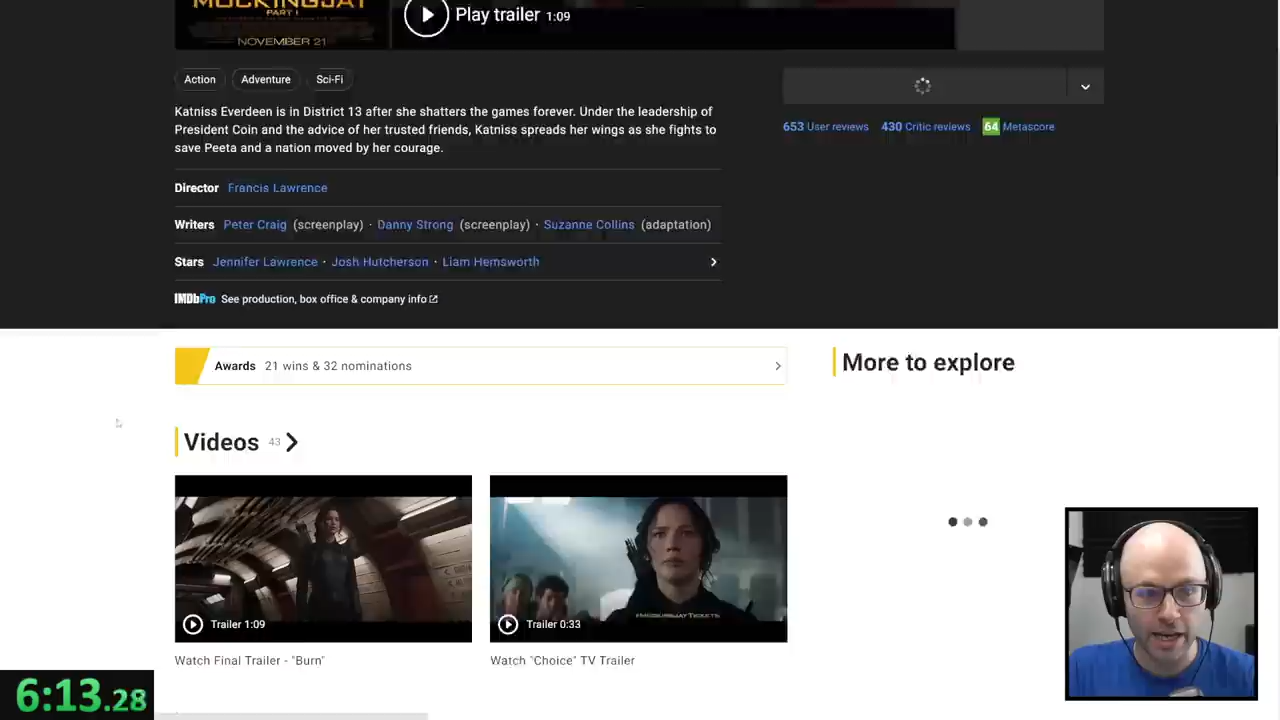 MOCKINGJAY
PART 1
NOVEMBER 21
Play trailer 1:09
Action Adventure Sci-Fi
Katniss Everdeen is in District 13 after she shatters the games forever. Under the leadership of
President Coin and the advice of her trusted friends, Katniss spreads her wings as she fights to
save Peeta and a nation moved by her courage.
653 User reviews 430 Critic reviews 64 Metascore
Director Francis Lawrence
Writers Peter Craig (screenplay) · Danny Strong (screenplay) · Suzanne Collins (adaptation)
Stars Jennifer Lawrence · Josh Hutcherson · Liam Hemsworth
IMDbPro See production, box office & company info
Awards 21 wins & 32 nominations
More to explore
Videos 43
Trailer 1:09
#MOCKINGJAYTICKETS
Trailer 0:33
Watch Final Trailer - "Burn"
Watch "Choice" TV Trailer
6:13.28